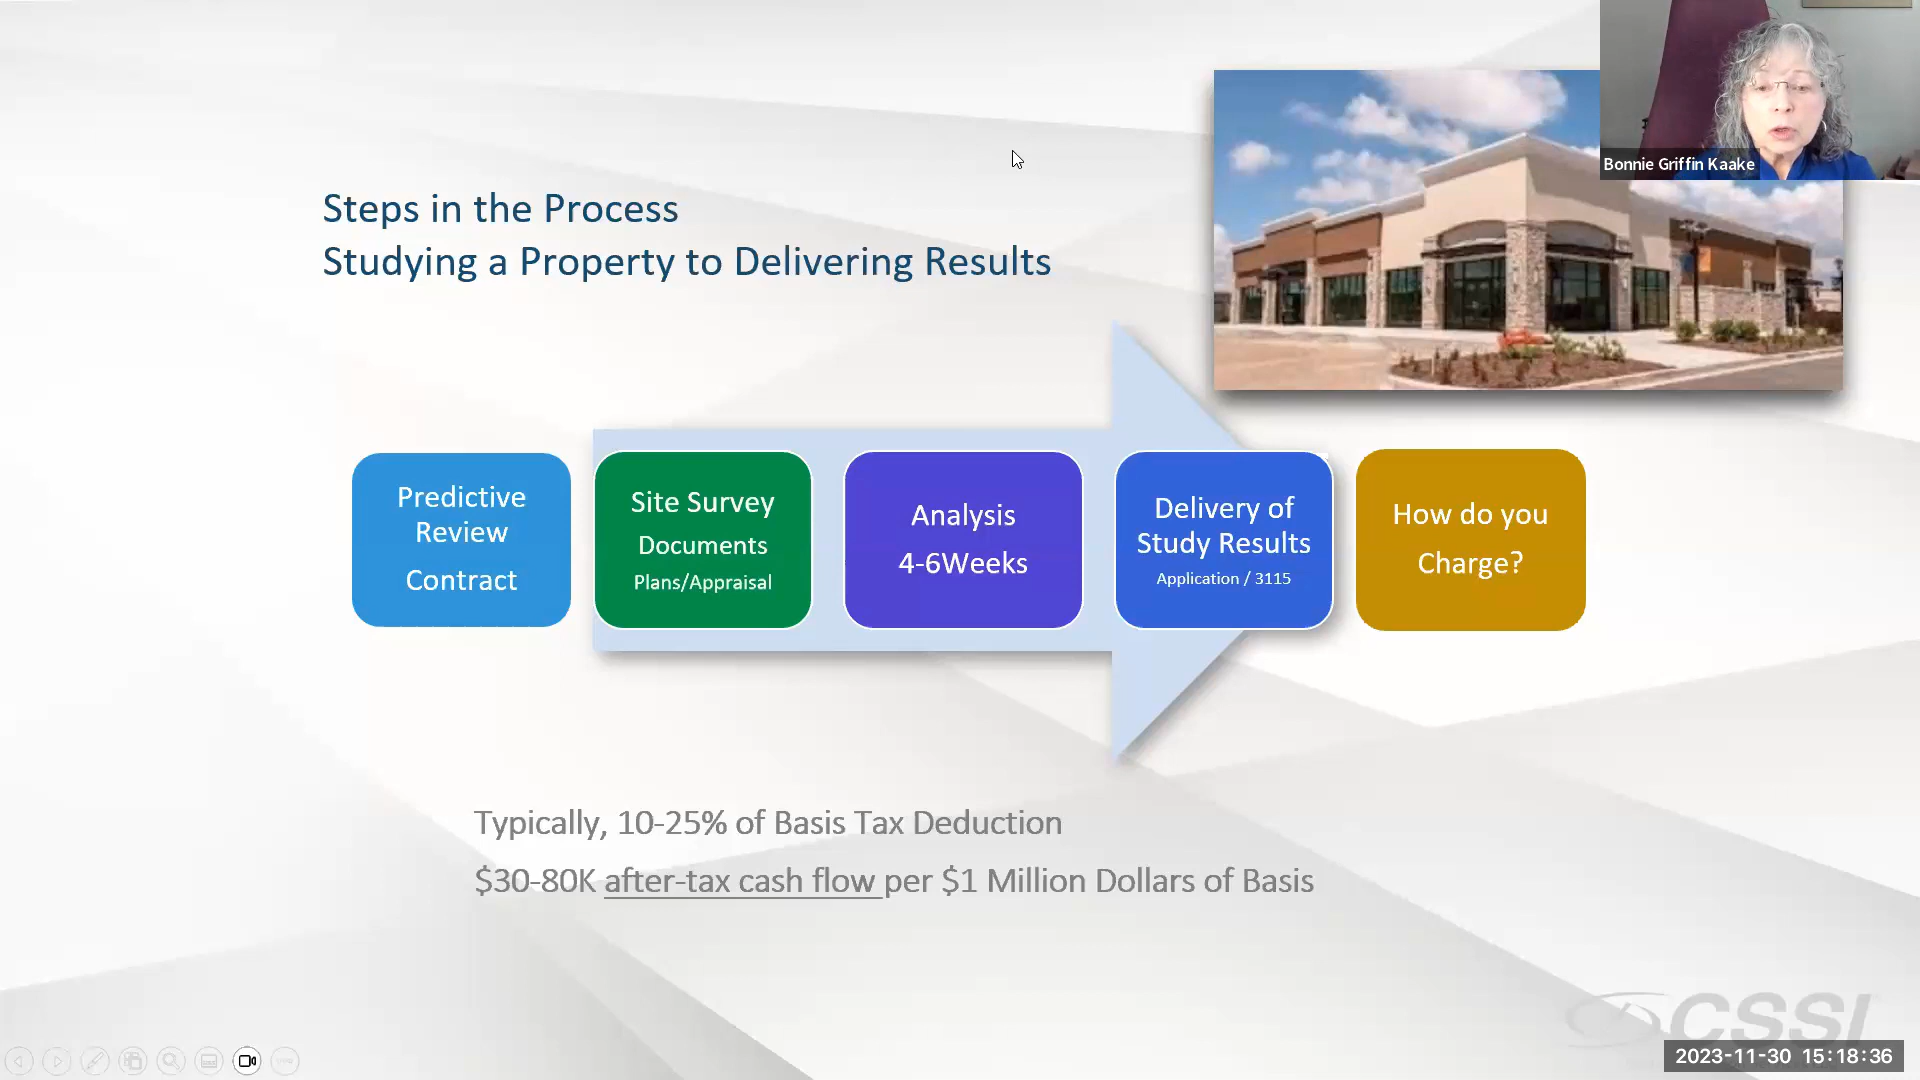 Bonnie Griffin Kaake
Steps in the Process
Studying a Property to Delivering Results
Predictive
Review
Contract
Site Survey
Documents
Plans/Appraisal
Analysis
4-6Weeks
Delivery of
Study Results
Application / 3115
How do you
Charge?
Typically, 10-25% of Basis Tax Deduction
$30-80K after-tax cash flow per $1 Million Dollars of Basis
CSSI
2023-11-30 15:18:36